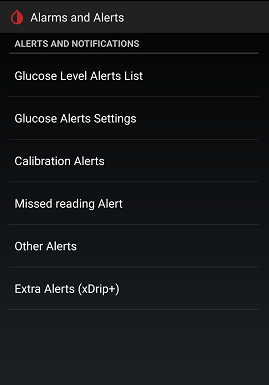 Alarms and Alerts
ALERTS AND NOTIFICATIONS
Glucose Level Alerts List
Glucose Alerts Settings
Calibration Alerts
Missed reading Alert
Other Alerts
Extra Alerts (xDrip+)